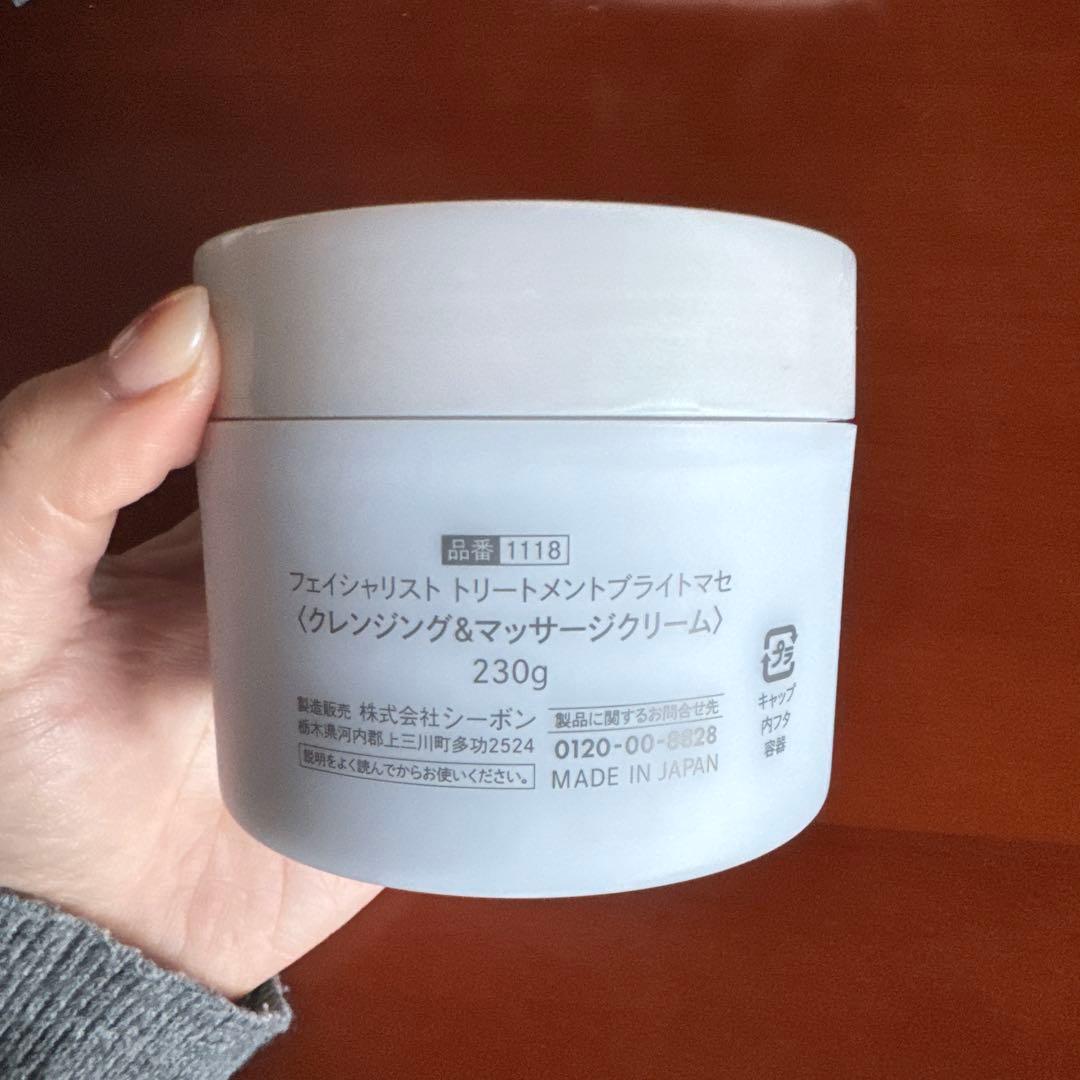 品番 1118
フェイシャリスト トリートメントブライトマセ
〈クレンジング&マッサージクリーム〉
230g
製造販売 株式会社シーボン
栃木県河内郡上三川町多功2524
説明をよく読んでからお使いください。
製品に関するお問合せ先
0120-00-8828
MADE IN JAPAN
プラ
キャップ
内フタ
容器